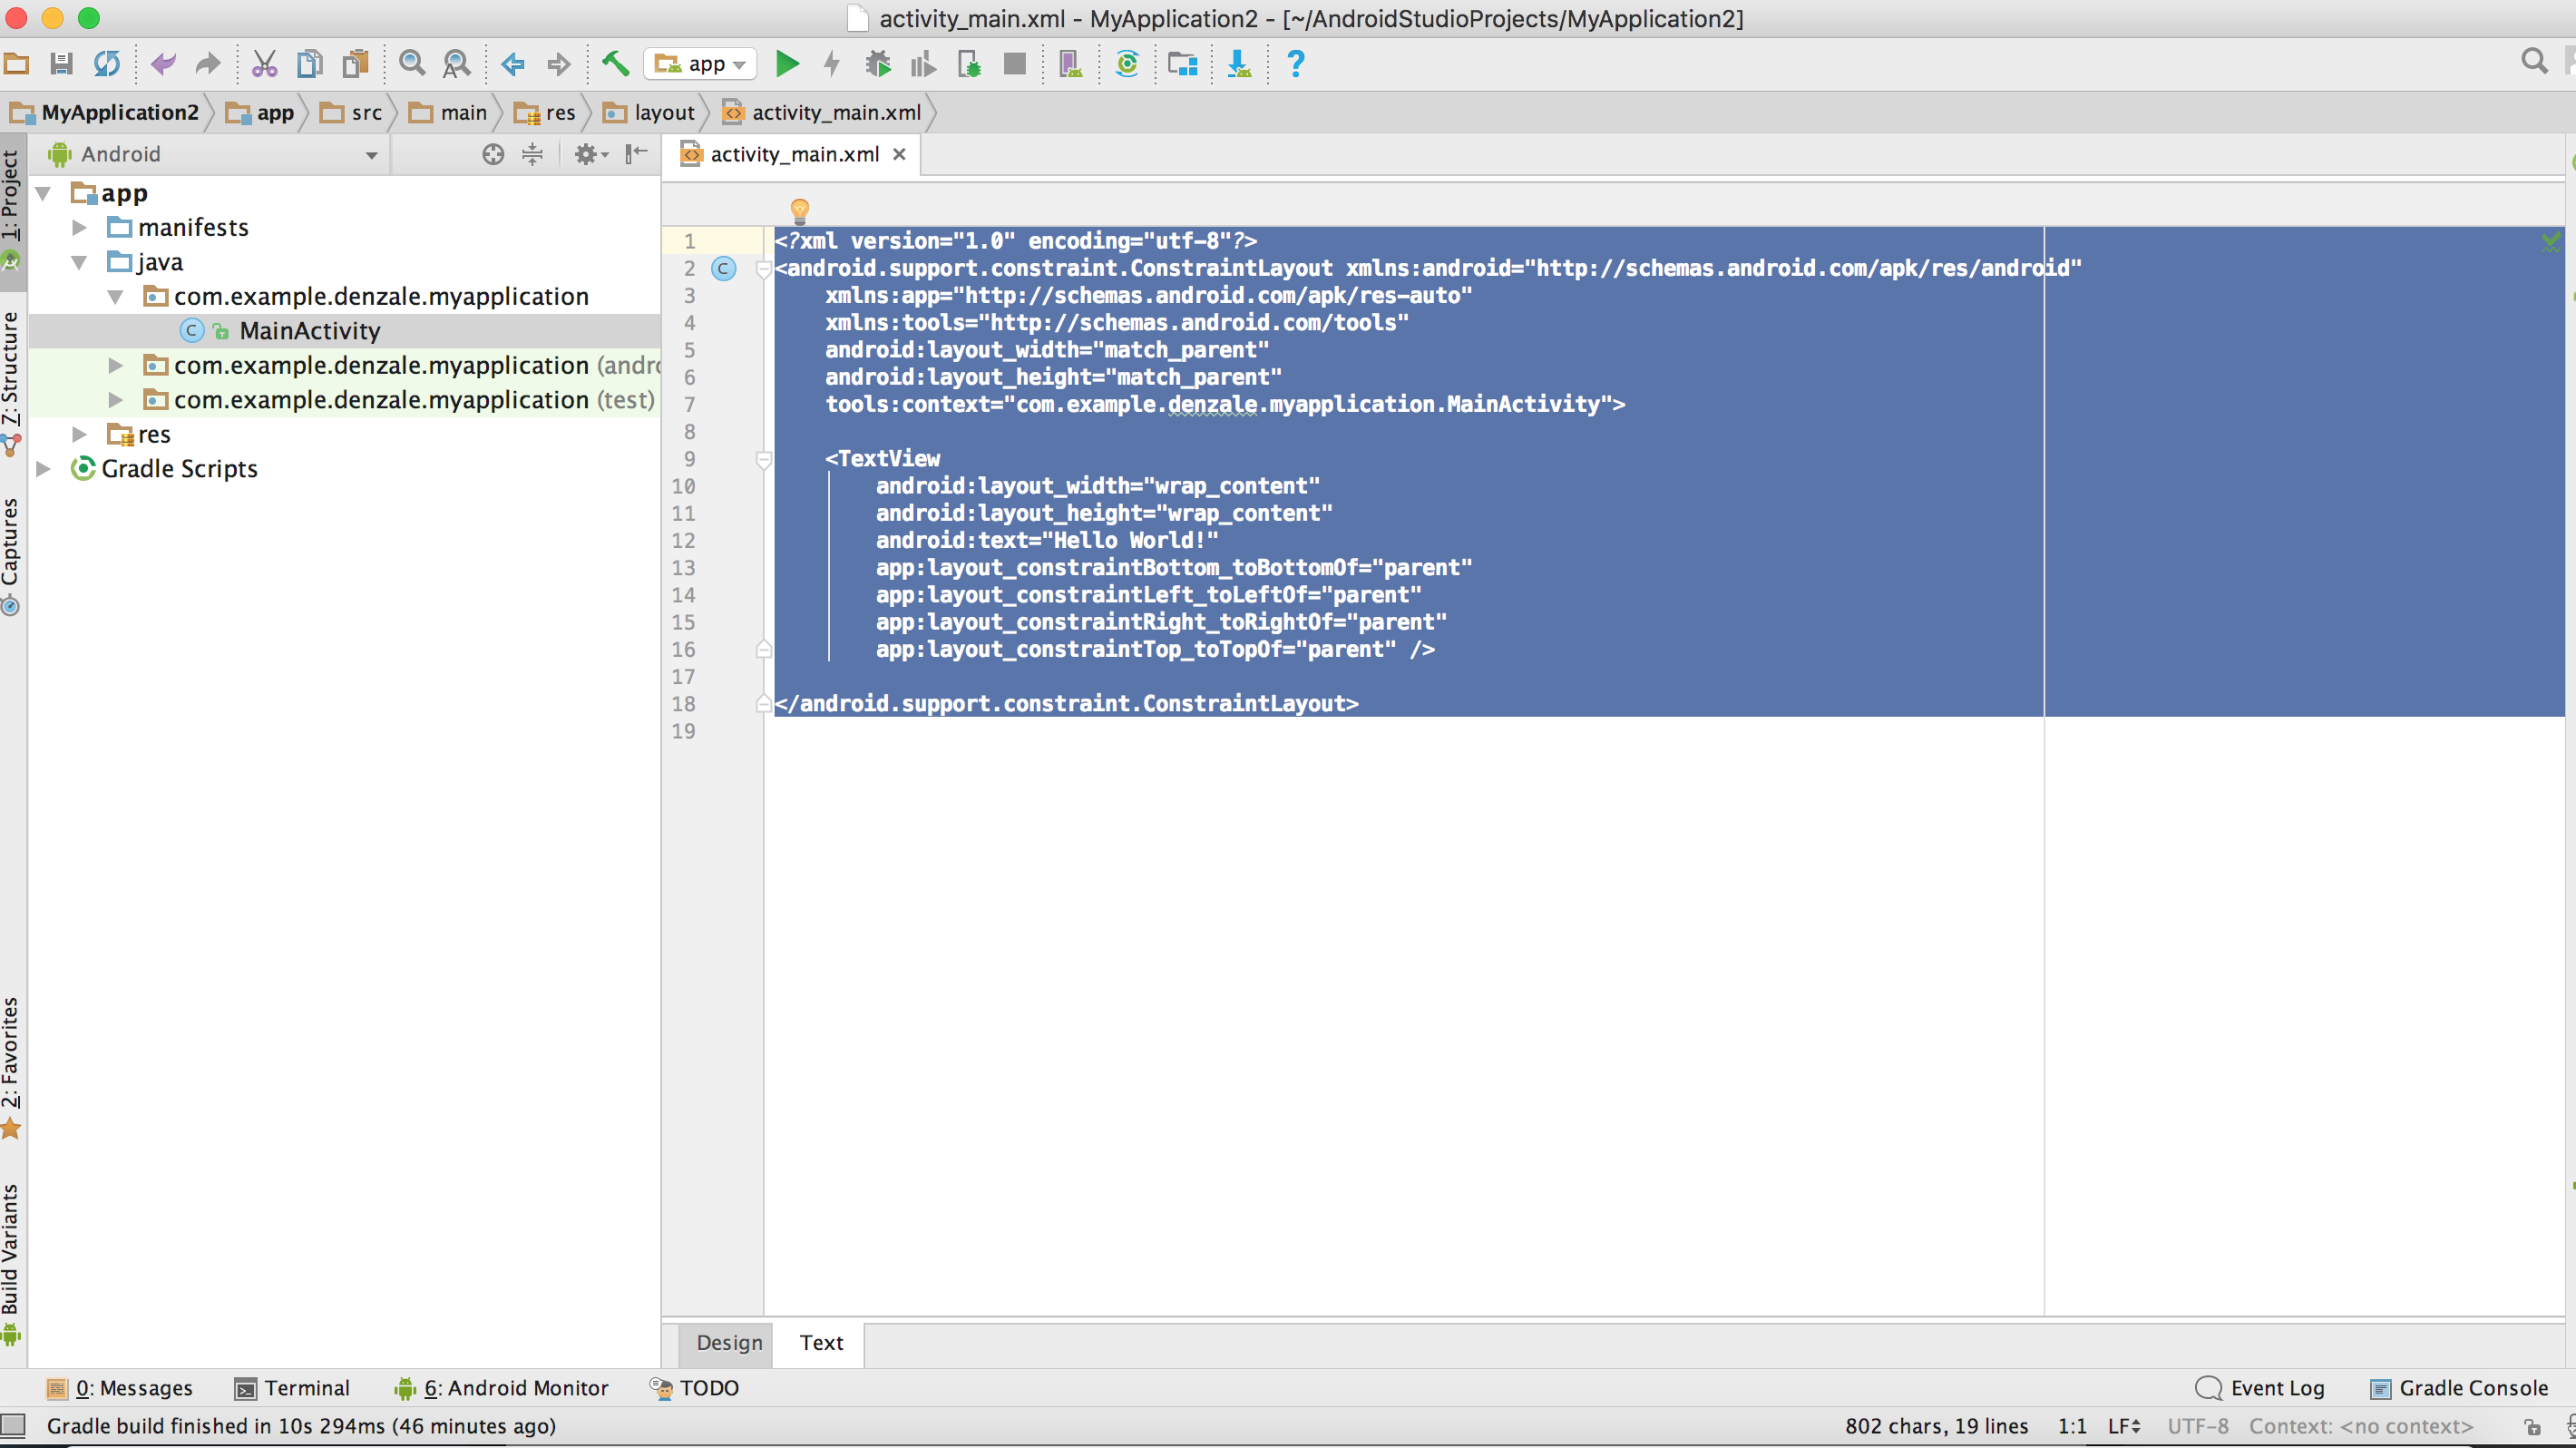 activity_main.xml - MyApplication2 - [~/AndroidStudioProjects/MyApplication2]
app
MyApplication2 app src main res layout activity_main.xml
1: Project
7: Structure
Captures
2: Favorites
Build Variants
Android
app
manifests
java
com.example.denzale.myapplication
MainActivity
com.example.denzale.myapplication (andro
com.example.denzale.myapplication (test)
res
Gradle Scripts
activity_main.xml
1 <?xml version="1.0" encoding="utf-8"?>
2 <android.support.constraint.ConstraintLayout xmlns:android="http://schemas.android.com/apk/res/android"
3 xmlns:app="http://schemas.android.com/apk/res-auto"
4 xmlns:tools="http://schemas.android.com/tools"
5 android:layout_width="match_parent"
6 android:layout_height="match_parent"
7 tools:context="com.example.denzale.myapplication.MainActivity">
8
9 <TextView
10 android:layout_width="wrap_content"
11 android:layout_height="wrap_content"
12 android:text="Hello World!"
13 app:layout_constraintBottom_toBottomOf="parent"
14 app:layout_constraintLeft_toLeftOf="parent"
15 app:layout_constraintRight_toRightOf="parent"
16 app:layout_constraintTop_toTopOf="parent" />
17
18 </android.support.constraint.ConstraintLayout>
19
Design Text
0: Messages Terminal 6: Android Monitor TODO Event Log Gradle Console
Gradle build finished in 10s 294ms (46 minutes ago) 802 chars, 19 lines 1:1 LF UTF-8 Context: <no context>